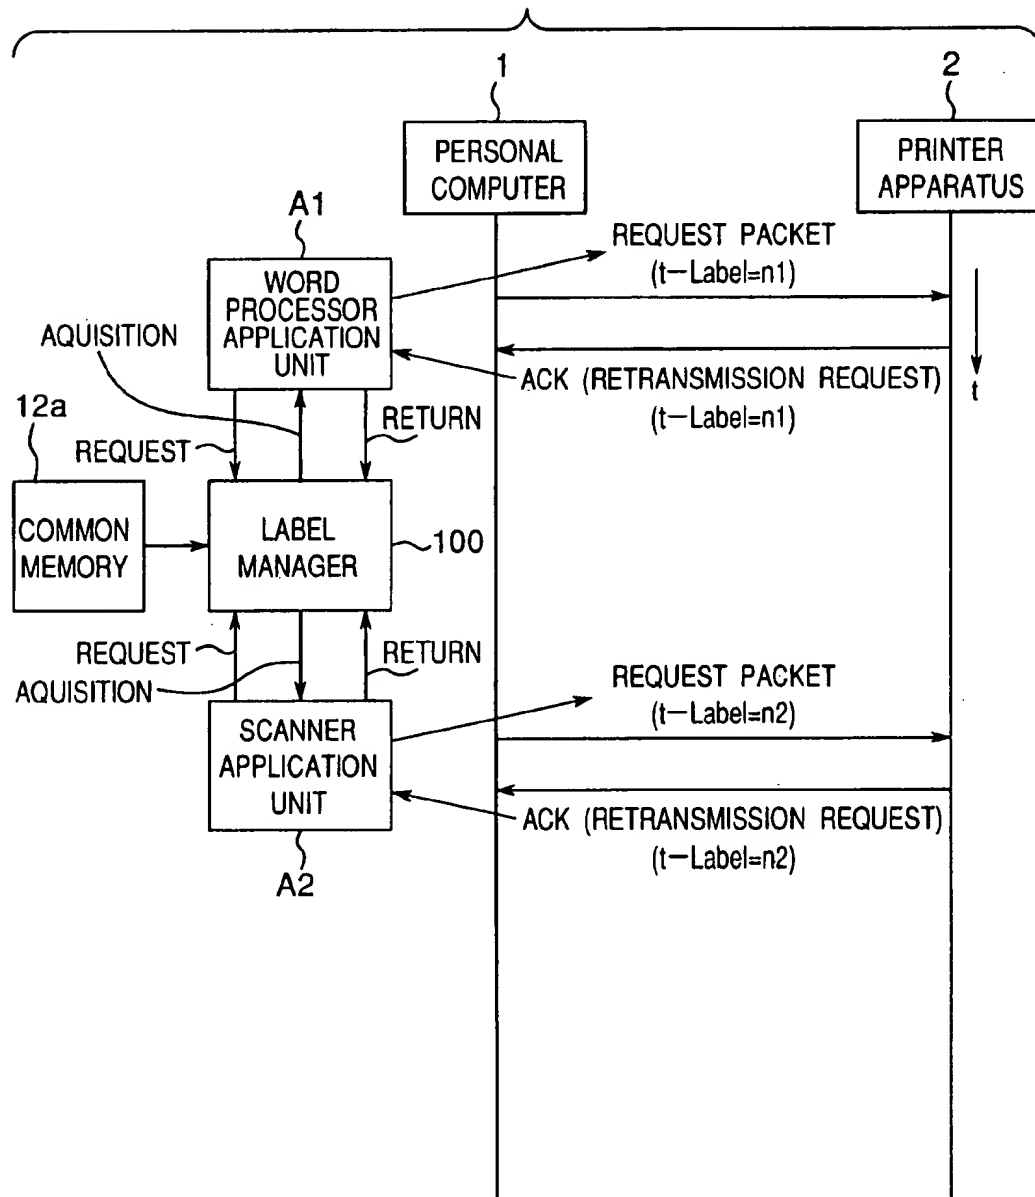 1
2
PERSONAL
COMPUTER
PRINTER
APPARATUS
A1
REQUEST PACKET
(t-Label=n1)
WORD
PROCESSOR
APPLICATION
UNIT
AQUISITION
ACK (RETRANSMISSION REQUEST)
(t-Label=n1)
t
12a
REQUEST
RETURN
COMMON
MEMORY
LABEL
MANAGER
100
REQUEST
RETURN
AQUISITION
REQUEST PACKET
(t-Label=n2)
SCANNER
APPLICATION
UNIT
ACK (RETRANSMISSION REQUEST)
(t-Label=n2)
A2